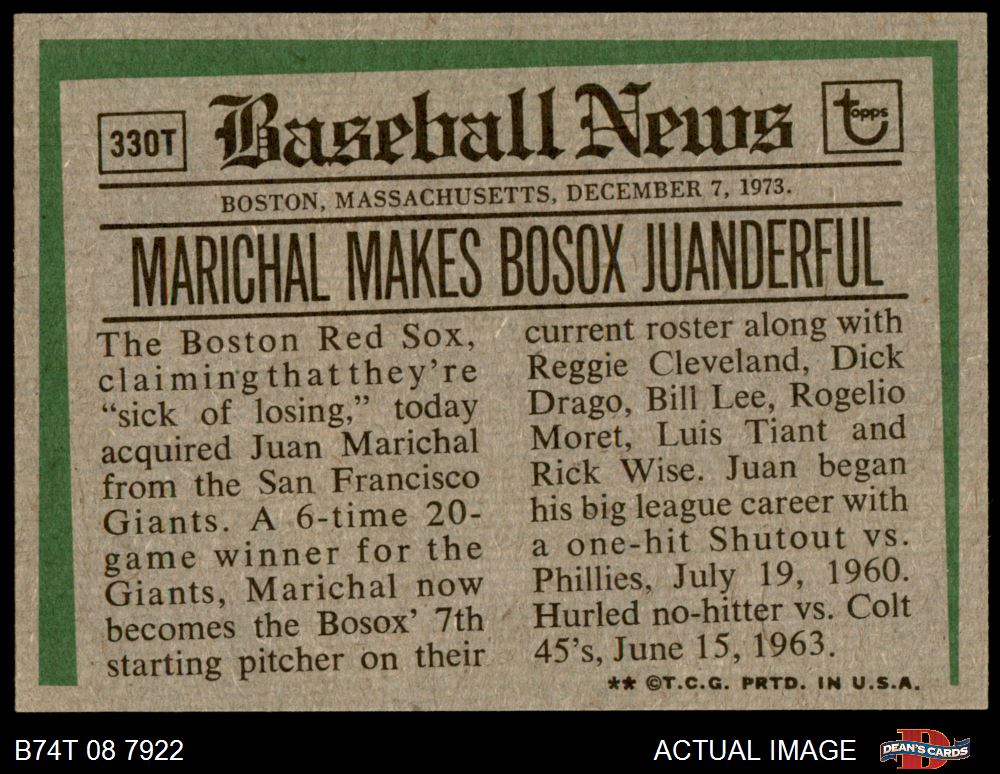 330T
Baseball News
topps
BOSTON, MASSACHUSETTS, DECEMBER 7, 1973.
MARICHAL MAKES BOSOX JUANDERFUL
The Boston Red Sox,
claiming that they're
“sick of losing,” today
acquired Juan Marichal
from the San Francisco
Giants. A 6-time 20-
game winner for the
Giants, Marichal now
becomes the Bosox’ 7th
starting pitcher on their
current roster along with
Reggie Cleveland, Dick
Drago, Bill Lee, Rogelio
Moret, Luis Tiant and
Rick Wise. Juan began
his big league career with
a one-hit Shutout vs.
Phillies, July 19, 1960.
Hurled no-hitter vs. Colt
45’s, June 15, 1963.
** ©T.C.G. PRTD. IN U.S.A.
B74T 08 7922
ACTUAL IMAGE
DEAN'S CARDS